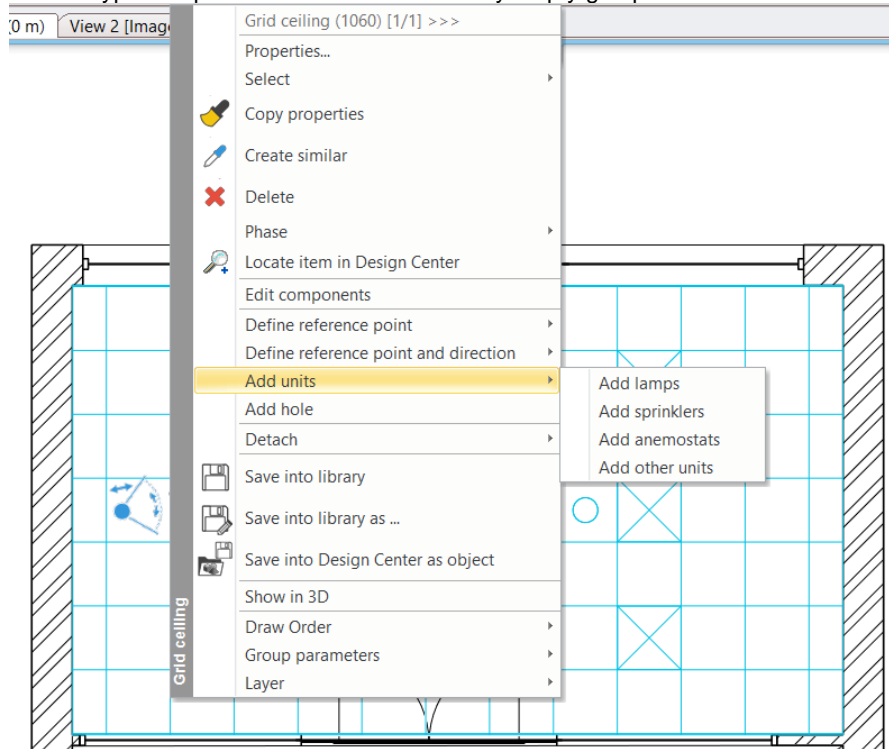 (0 m)
View 2 [Imag
Grid ceiling (1060) [1/1] >>>
Properties...
Select
Copy properties
Create similar
Delete
Phase
Locate item in Design Center
Edit components
Define reference point
Define reference point and direction
Add units
Add lamps
Add sprinklers
Add anemostats
Add other units
Add hole
Detach
Save into library
Save into library as ...
Save into Design Center as object
Show in 3D
Draw Order
Group parameters
Layer
Grid ceiling